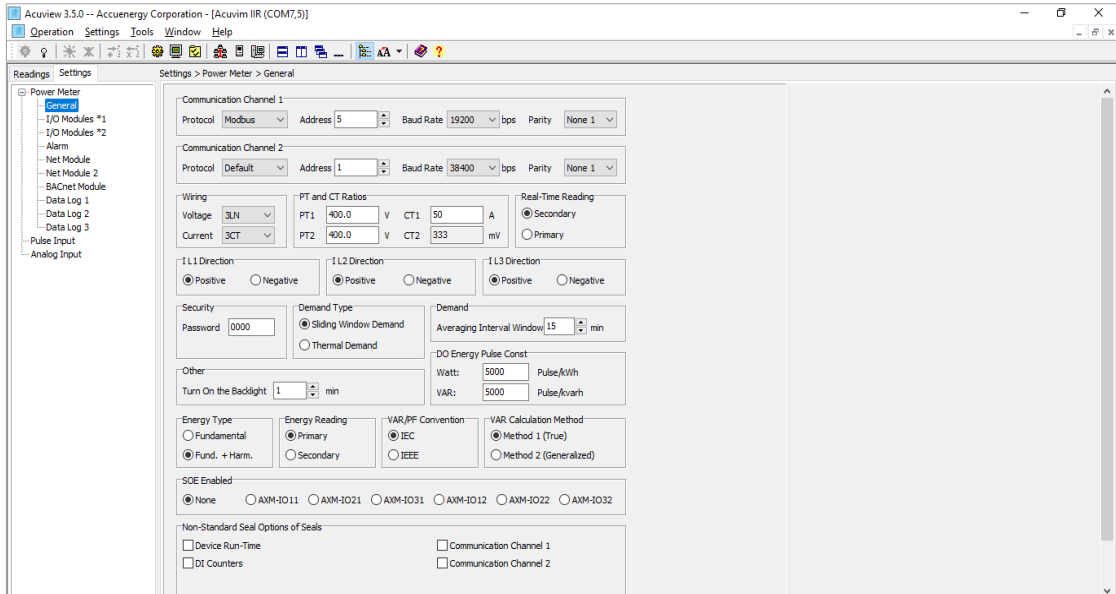 Acuview 3.5.0 -- Accuenergy Corporation - [Acuvim IIR (COM7,5)]
Operation Settings Tools Window Help
Readings Settings
Settings > Power Meter > General
Power Meter
General
I/O Modules *1
I/O Modules *2
Alarm
Net Module
Net Module 2
BACnet Module
Data Log 1
Data Log 2
Data Log 3
Pulse Input
Analog Input
Communication Channel 1
Protocol Modbus Address 5 Baud Rate 19200 bps Parity None 1
Communication Channel 2
Protocol Default Address 1 Baud Rate 38400 bps Parity None 1
Wiring
Voltage 3LN
Current 3CT
PT and CT Ratios
PT1 400.0 V CT1 50 A
PT2 400.0 V CT2 333 mV
Real-Time Reading
Secondary
Primary
I L1 Direction
Positive Negative
I L2 Direction
Positive Negative
I L3 Direction
Positive Negative
Security
Password 0000
Demand Type
Sliding Window Demand
Thermal Demand
Demand
Averaging Interval Window 15 min
DO Energy Pulse Const
Watt: 5000 Pulse/kWh
VAR: 5000 Pulse/kvarh
Other
Turn On the Backlight 1 min
Energy Type
Fundamental
Fund. + Harm.
Energy Reading
Primary
Secondary
VAR/PF Convention
IEC
IEEE
VAR Calculation Method
Method 1 (True)
Method 2 (Generalized)
SOE Enabled
None AXM-IO11 AXM-IO21 AXM-IO31 AXM-IO12 AXM-IO22 AXM-IO32
Non-Standard Seal Options of Seals
Device Run-Time Communication Channel 1
DI Counters Communication Channel 2